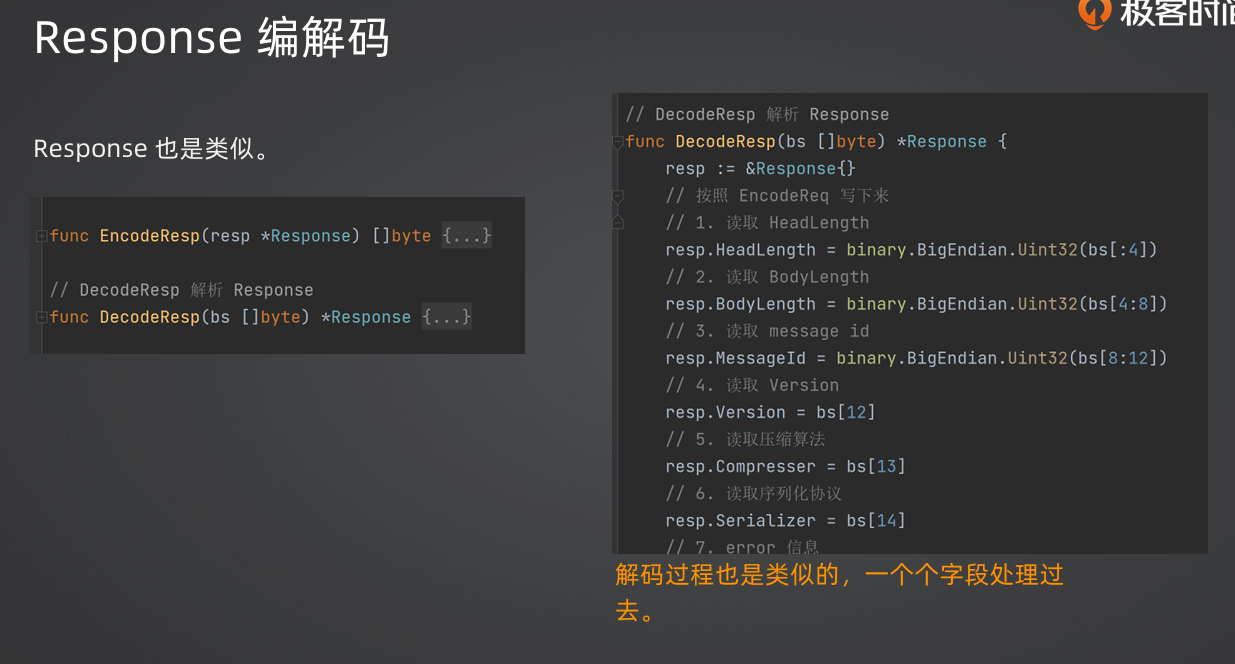 Response 编解码
极客时间
Response 也是类似。
func EncodeResp(resp *Response) []byte {...}
// DecodeResp 解析 Response
func DecodeResp(bs []byte) *Response {...}
// DecodeResp 解析 Response
func DecodeResp(bs []byte) *Response {
resp := &Response{}
// 按照 EncodeReq 写下来
// 1. 读取 HeadLength
resp.HeadLength = binary.BigEndian.Uint32(bs[:4])
// 2. 读取 BodyLength
resp.BodyLength = binary.BigEndian.Uint32(bs[4:8])
// 3. 读取 message id
resp.MessageId = binary.BigEndian.Uint32(bs[8:12])
// 4. 读取 Version
resp.Version = bs[12]
// 5. 读取压缩算法
resp.Compresser = bs[13]
// 6. 读取序列化协议
resp.Serializer = bs[14]
// 7. error 信息
解码过程也是类似的，一个个字段处理过
去。